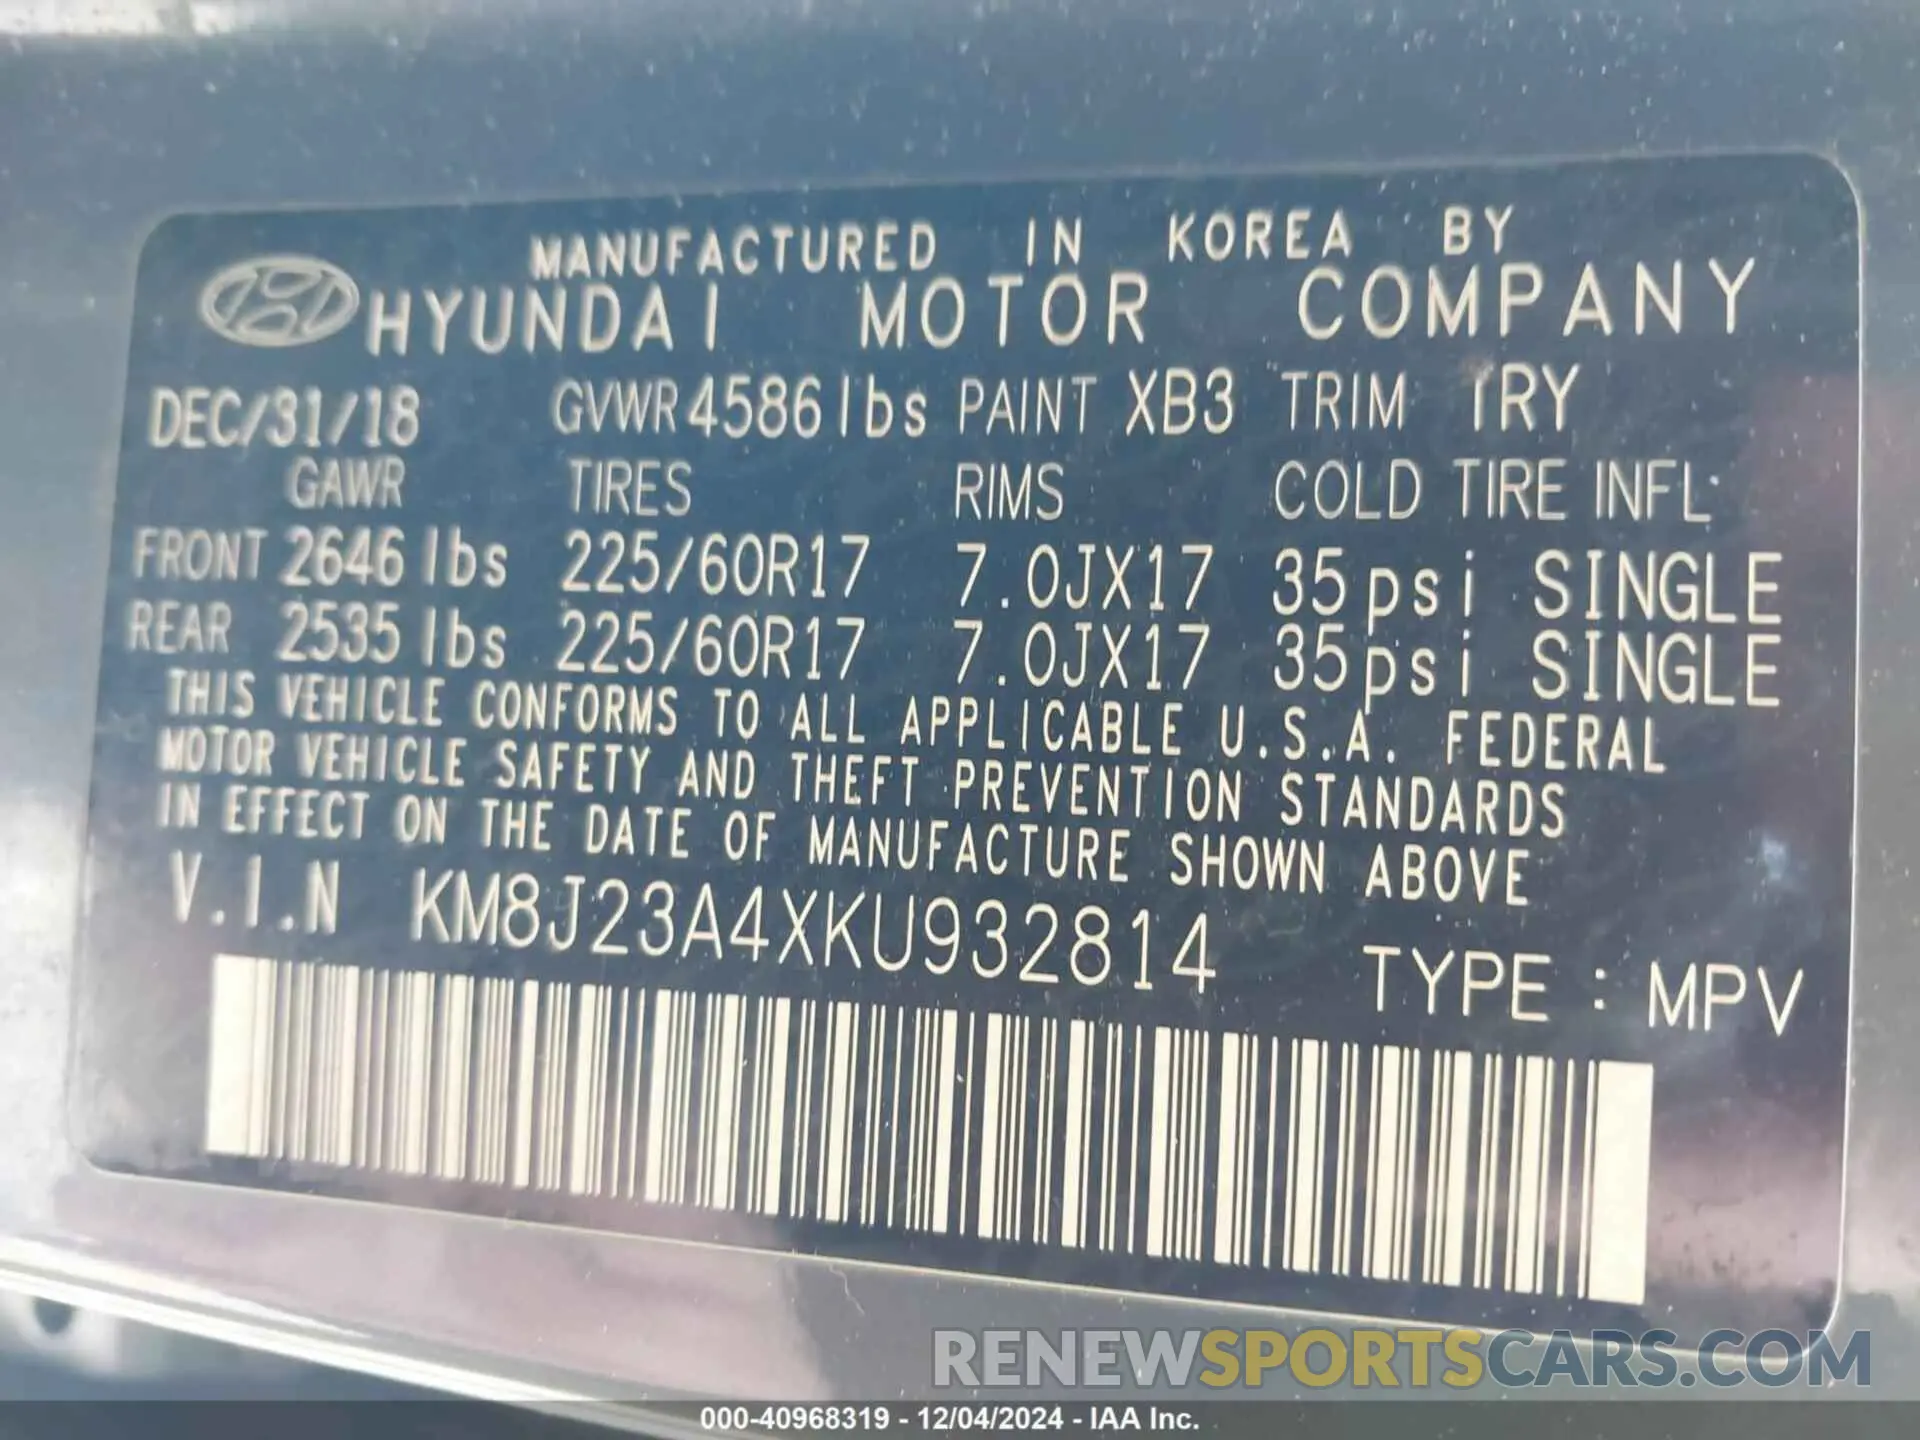 MANUFACTURED IN KOREA BY
HYUNDAI MOTOR COMPANY
DEC/31/18 GVWR 4586lbs PAINT XB3 TRIM TRY
GAWR TIRES RIMS COLD TIRE INFL.
FRONT 2646 lbs 225/60R17 7.0JX17 35psi SINGLE
REAR 2535 lbs 225/60R17 7.0JX17 35psi SINGLE
THIS VEHICLE CONFORMS TO ALL APPLICABLE U.S.A. FEDERAL
MOTOR VEHICLE SAFETY AND THEFT PREVENTION STANDARDS
IN EFFECT ON THE DATE OF MANUFACTURE SHOWN ABOVE
V.I.N KM8J23A4XKU932814
TYPE : MPV
RENEWSPORTSCARS.COM
000-40968319 - 12/04/2024 - IAA Inc.